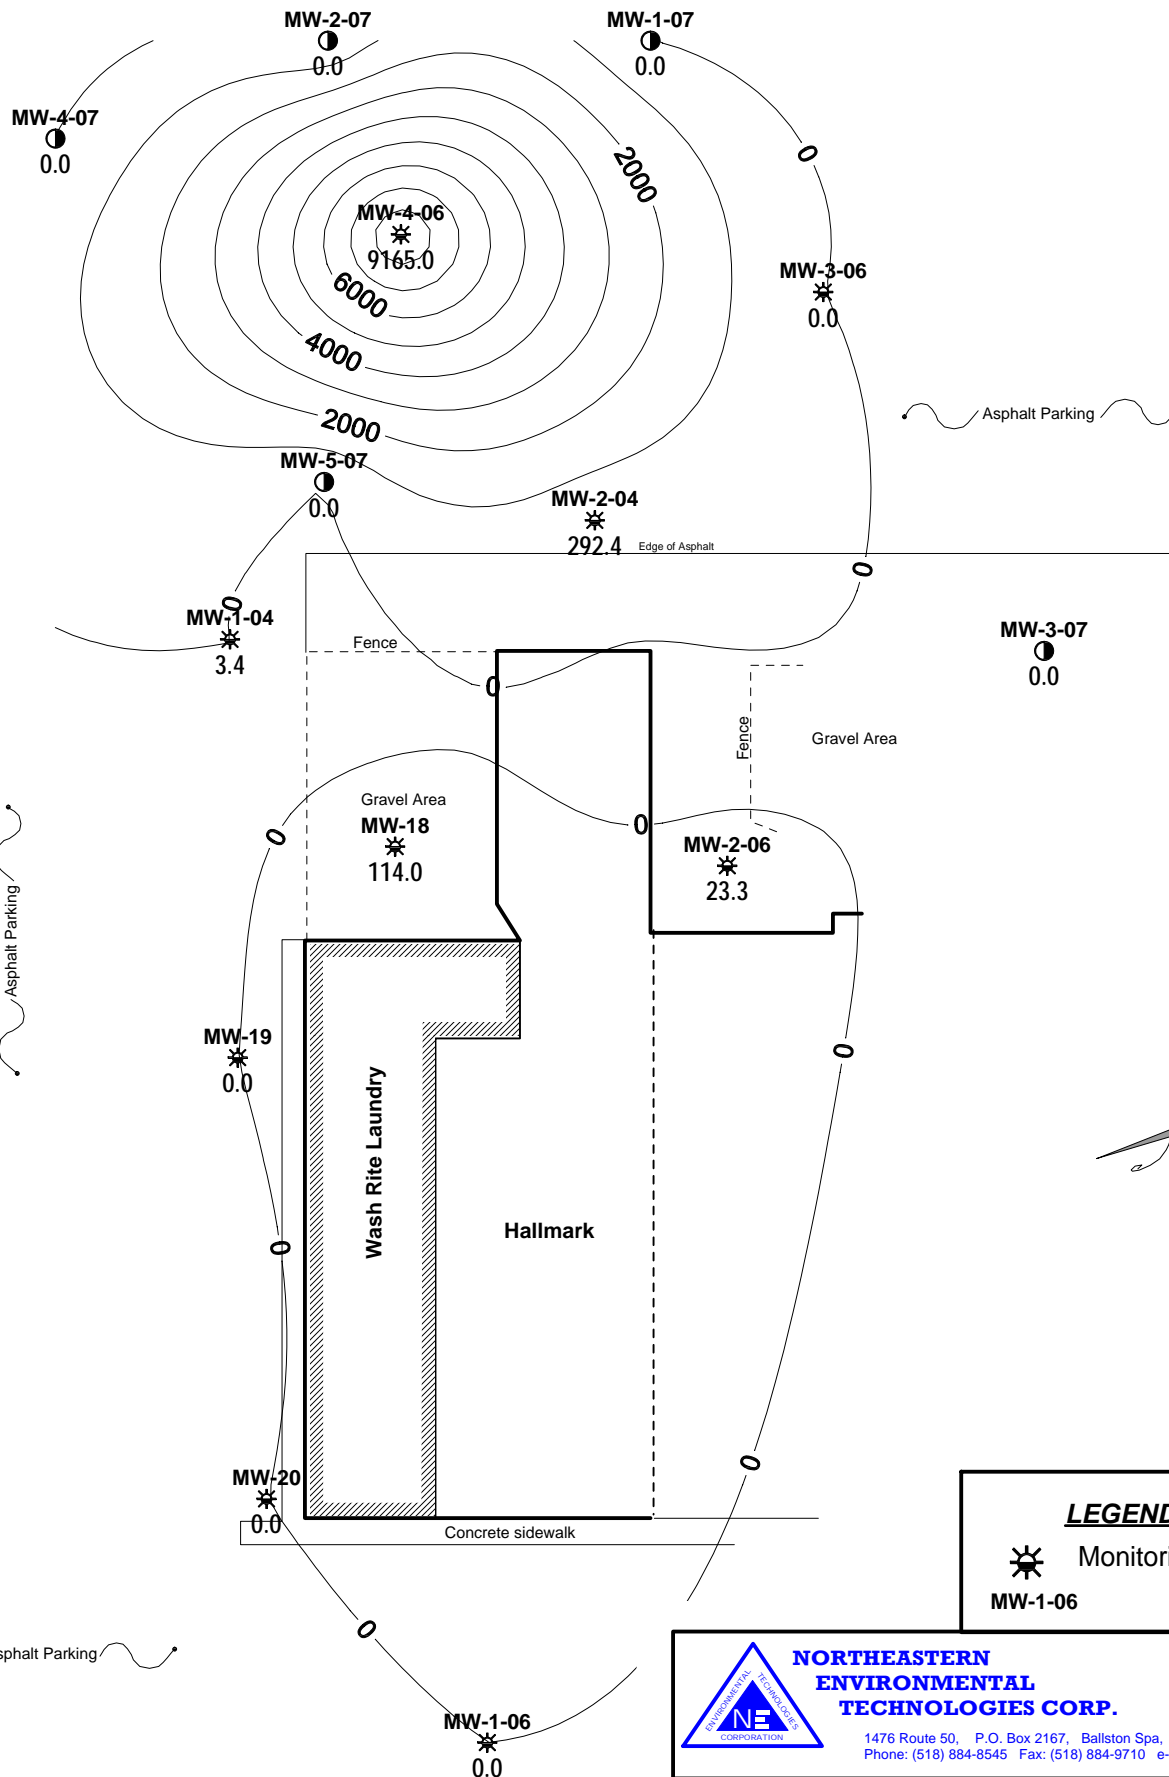 MW-2-07
0.0
MW-1-07
0.0
MW-4-07
0.0
0
2000
MW-4-06
9165.0
6000
4000
2000
MW-3-06
0.0
Asphalt Parking
MW-5-07
0.0
MW-2-04
292.4
Edge of Asphalt
0
0
MW-1-04
3.4
Fence
MW-3-07
0.0
0
Fence
Gravel Area
Gravel Area
MW-18
114.0
0
0
MW-2-06
23.3
Asphalt Parking
MW-19
0.0
0
Wash Rite Laundry
Hallmark
0
MW-20
0.0
0
Concrete sidewalk
LEGEND
Monitori
MW-1-06
0
sphalt Parking
MW-1-06
0.0
NORTHEASTERN
ENVIRONMENTAL
TECHNOLOGIES CORP.
ENVIRONMENTAL
TECHNOLOGIES
NE
CORPORATION
1476 Route 50, P.O. Box 2167, Ballston Spa,
Phone: (518) 884-8545 Fax: (518) 884-9710 e-